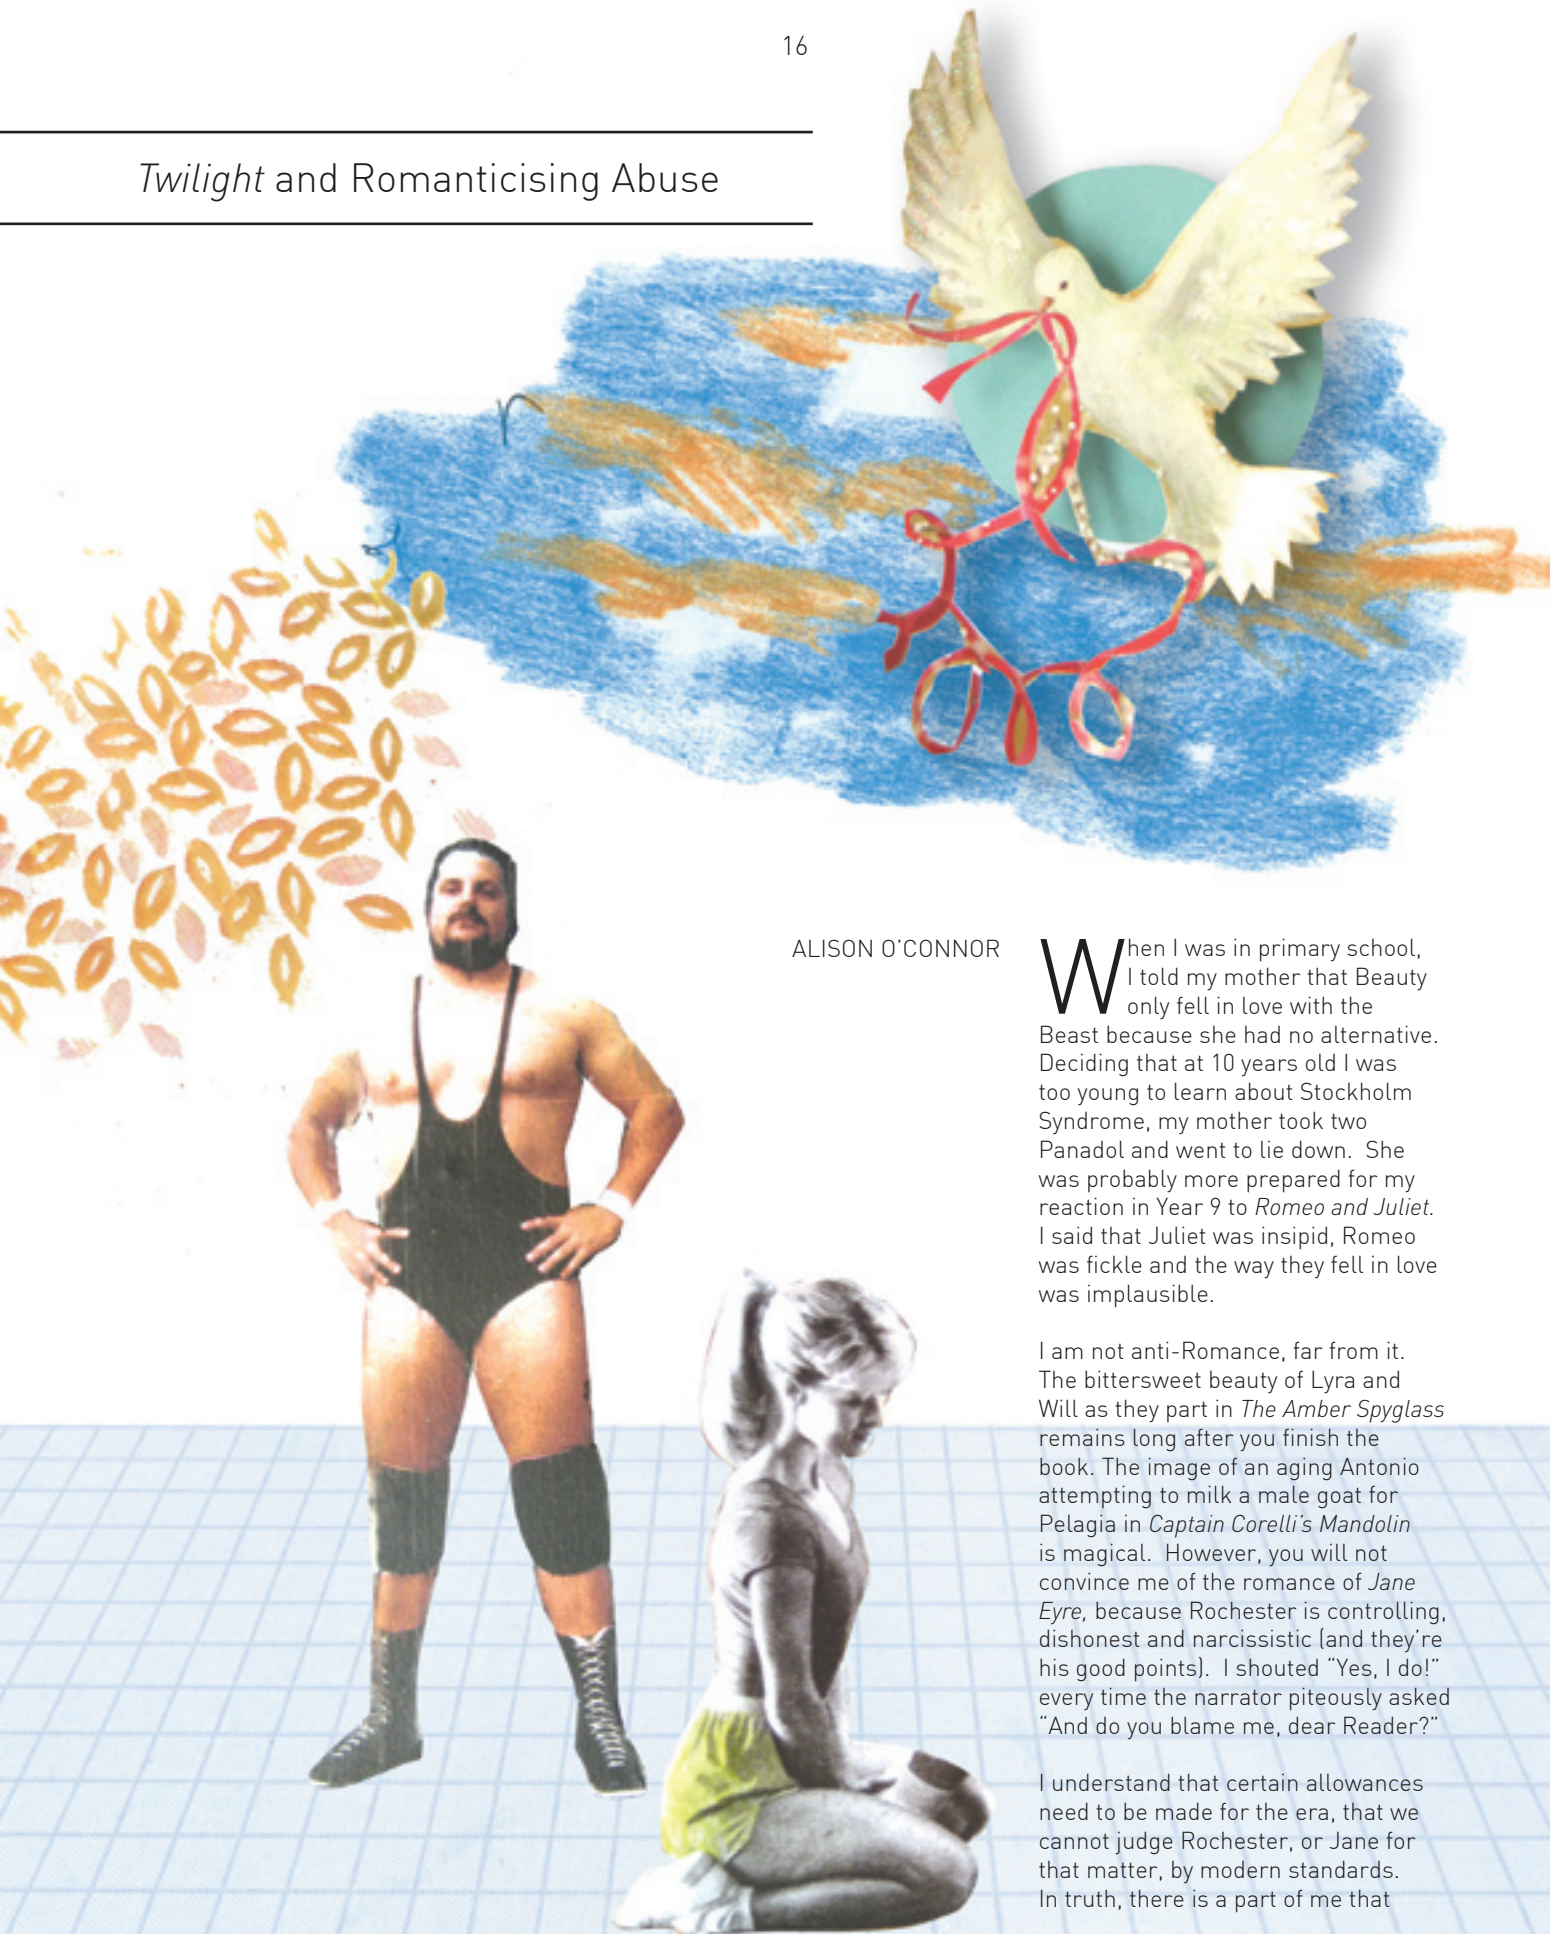 16
Twilight and Romanticising Abuse
ALISON O'CONNOR
When I was in primary school,
I told my mother that Beauty
only fell in love with the
Beast because she had no alternative.
Deciding that at 10 years old I was
too young to learn about Stockholm
Syndrome, my mother took two
Panadol and went to lie down.  She
was probably more prepared for my
reaction in Year 9 to Romeo and Juliet.
I said that Juliet was insipid, Romeo
was fickle and the way they fell in love
was implausible.
I am not anti-Romance, far from it.
The bittersweet beauty of Lyra and
Will as they part in The Amber Spyglass
remains long after you finish the
book. The image of an aging Antonio
attempting to milk a male goat for
Pelagia in Captain Corelli's Mandolin
is magical.  However, you will not
convince me of the romance of Jane
Eyre, because Rochester is controlling,
dishonest and narcissistic (and they're
his good points).  I shouted "Yes, I do!"
every time the narrator piteously asked
"And do you blame me, dear Reader?"
I understand that certain allowances
need to be made for the era, that we
cannot judge Rochester, or Jane for
that matter, by modern standards.
In truth, there is a part of me that